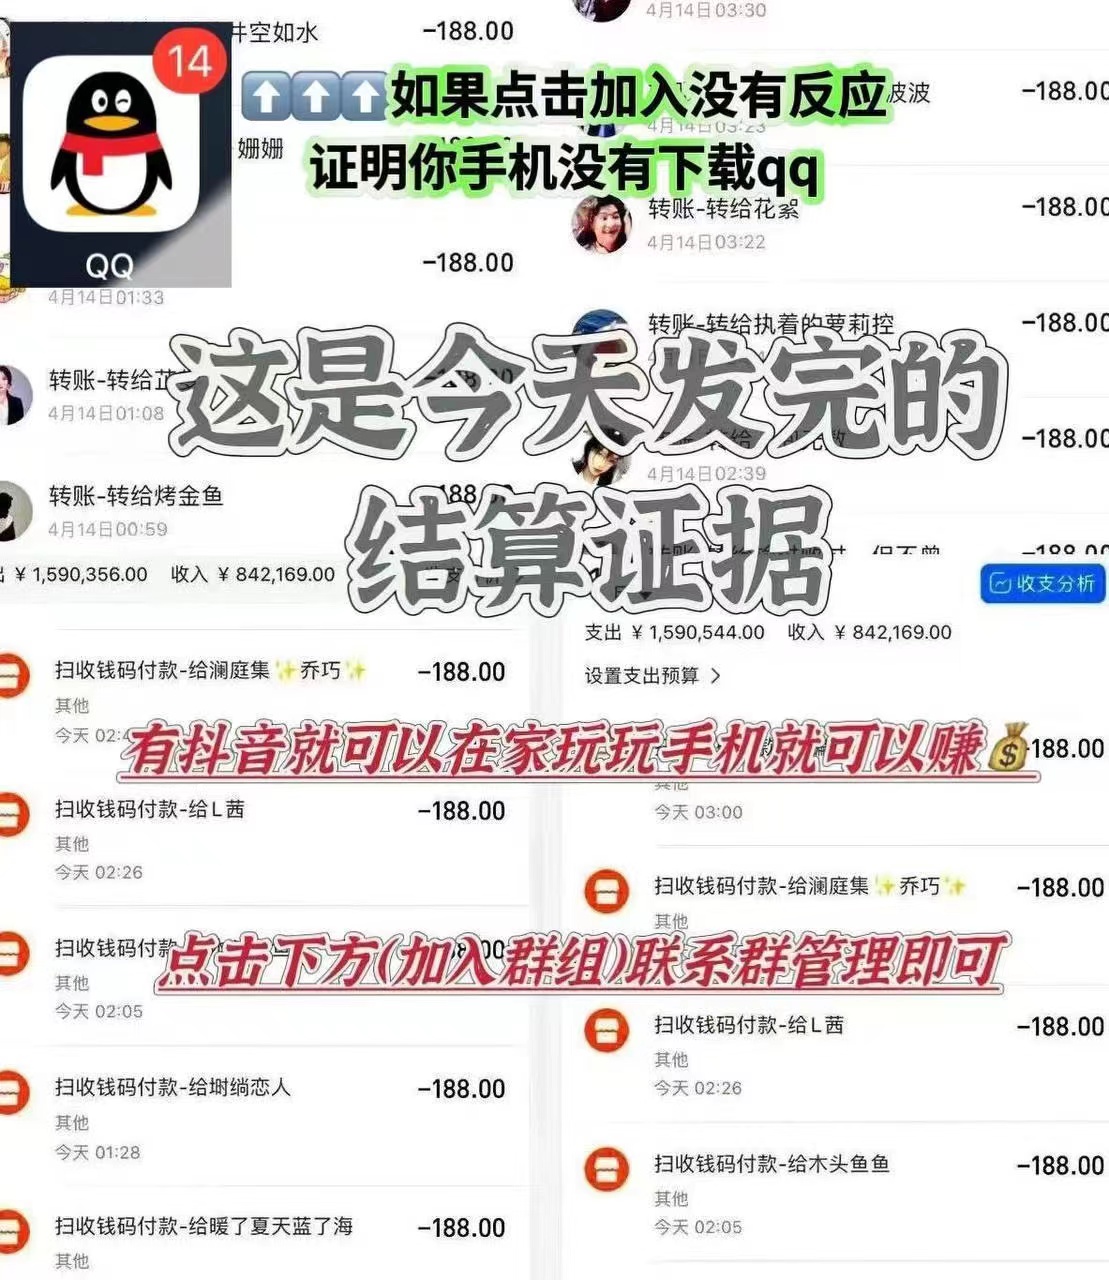 井空如水
-188.00
14
QQ
如果点击加入没有反应
证明你手机没有下载qq
姗姗
-188.00
4月14日01:33
转账-转给
4月14日01:08
转账-转给烤金鱼
4月14日00:59
4月14日03:30
波波
-188.00
4月14日03:23
转账-转给花絮
-188.00
4月14日03:22
转账-转给执着的萝莉控
-188.00
-188.00
4月14日02:39
这是今天发完的
结算证据
出 ¥1,590,356.00 收入 ¥842,169.00
收支分析
支出 ¥1,590,544.00 收入 ¥842,169.00
设置支出预算 >
扫收钱码付款-给澜庭集✨乔巧✨
-188.00
其他
今天 02:4
有抖音就可以在家玩玩手机就可以赚💰
-188.00
其他
今天 03:00
扫收钱码付款-给L茜
-188.00
其他
今天 02:26
扫收钱码付款-给澜庭集✨乔巧✨
-188.00
其他
扫收钱码付款
其他
今天 02:05
点击下方(加入群组)联系群管理即可
扫收钱码付款-给L茜
-188.00
其他
今天 02:26
扫收钱码付款-给埘绱恋人
-188.00
其他
今天 01:28
扫收钱码付款-给木头鱼鱼
-188.00
其他
今天 02:05
扫收钱码付款-给暖了夏天蓝了海
-188.00
其他